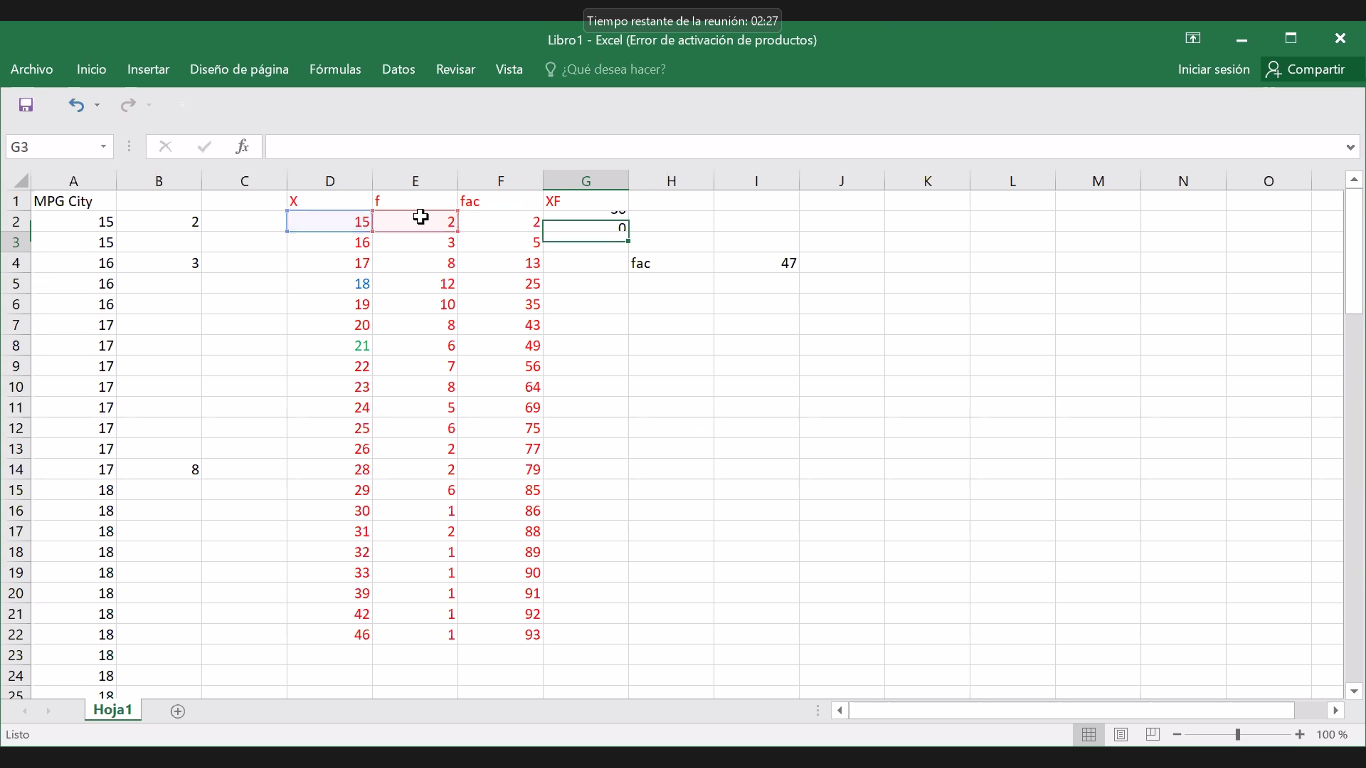 Tiempo restante de la reunión: 02:27
Libro1 - Excel (Error de activación de productos)
Archivo Inicio Insertar Diseño de página Fórmulas Datos Revisar Vista ¿Qué desea hacer? Iniciar sesión Compartir
G3 fx
A B C D E F G H I J K L M N O
1 MPG City X f fac XF
2 15 2 15 2 2
3 15 16 3 5
4 16 3 17 8 13 fac 47
5 16 18 12 25
6 16 19 10 35
7 17 20 8 43
8 17 21 6 49
9 17 22 7 56
10 17 23 8 64
11 17 24 5 69
12 17 25 6 75
13 17 26 2 77
14 17 8 28 2 79
15 18 29 6 85
16 18 30 1 86
17 18 31 2 88
18 18 32 1 89
19 18 33 1 90
20 18 39 1 91
21 18 42 1 92
22 18 46 1 93
23 18
24 18
25 18
Hoja1
Listo 100 %